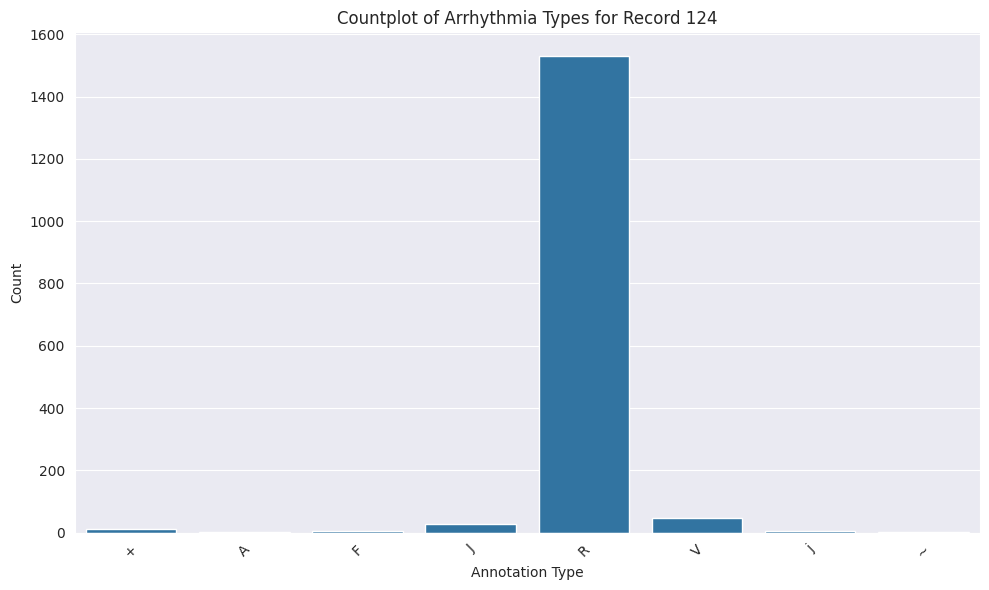 Countplot of Arrhythmia Types for Record 124
1600
1400
1200
1000
800
600
400
200
0
Count
+ A F J R V j ~
Annotation Type